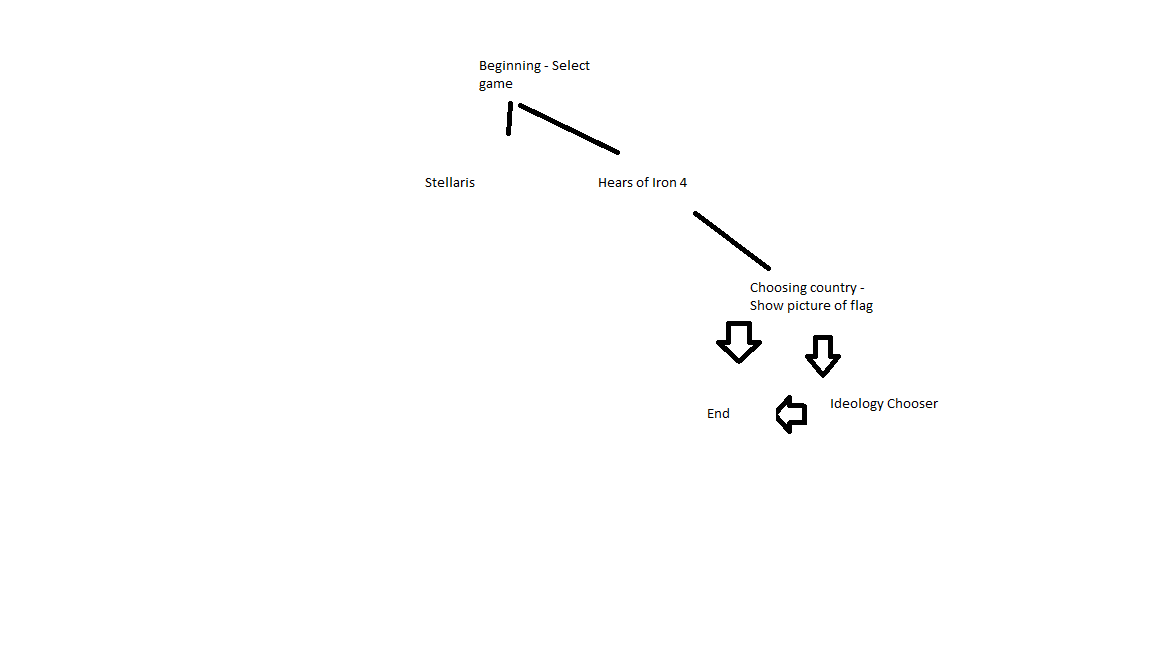 Beginning - Select
game
Stellaris
Hears of Iron 4
Choosing country -
Show picture of flag
Ideology Chooser
End